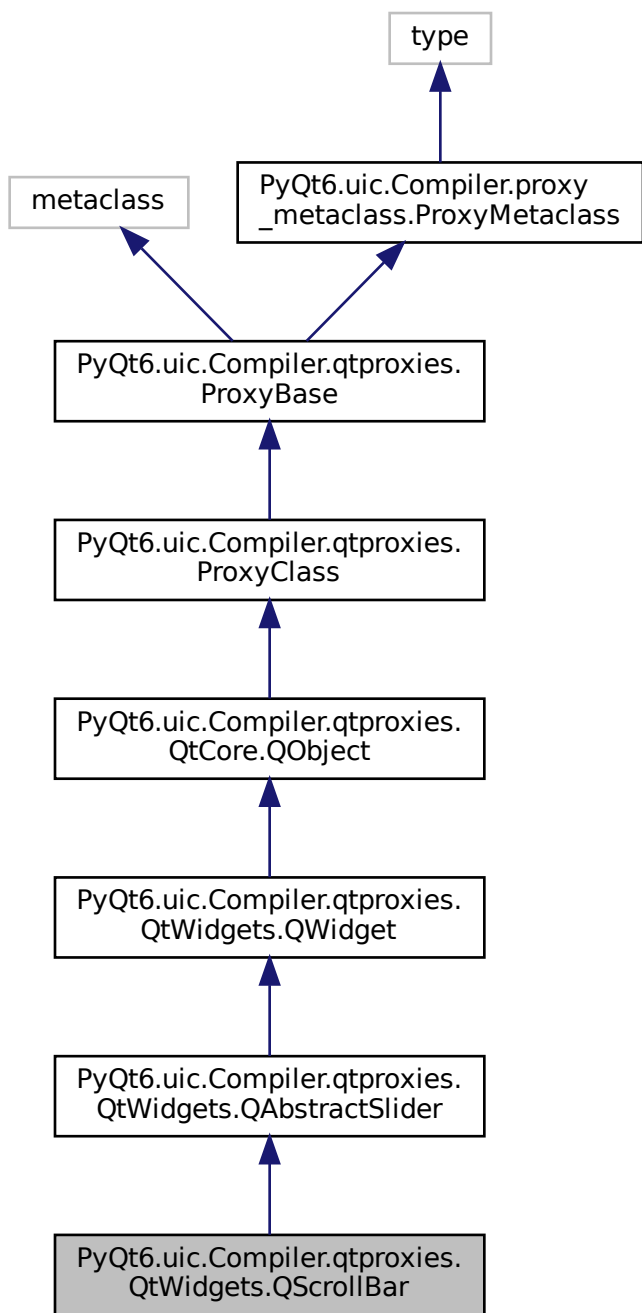 type
PyQt6.uic.Compiler.proxy
_metaclass.ProxyMetaclass
metaclass
PyQt6.uic.Compiler.qtproxies.
ProxyBase
PyQt6.uic.Compiler.qtproxies.
ProxyClass
PyQt6.uic.Compiler.qtproxies.
QtCore.QObject
PyQt6.uic.Compiler.qtproxies.
QtWidgets.QWidget
PyQt6.uic.Compiler.qtproxies.
QtWidgets.QAbstractSlider
PyQt6.uic.Compiler.qtproxies.
QtWidgets.QScrollBar